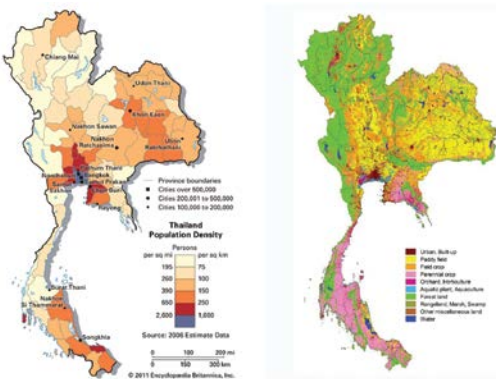 Chiang Mai
Udon Thani
Khon Kaen
Nakhon Sawan
Nakhon
Ratchasima
Ubon
Ratchathani
Pathum Thani
Nonthaburi
Bangkok
Samut Prakan
Chon Buri
Rayong
Province boundaries
Cities over 500,000
Cities 200,001 to 500,000
Cities 100,000 to 200,000
Thailand
Population Density
Persons
per sq mi per sq km
195 75
260 100
390 150
650 250
2,600 1,000
Source: 2006 Estimate Data
0 100 200 mi
0 150 300 km
© 2011 Encyclopædia Britannica, Inc.
Surat Thani
Nakhon
Si Thammarat
Songkhla
Urban, Built-up
Paddy field
Field crop
Perennial crop
Orchard, Horticulture
Aquatic plant, Aquaculture
Forest land
Rangeland, Marsh, Swamp
Other miscellaneous land
Water